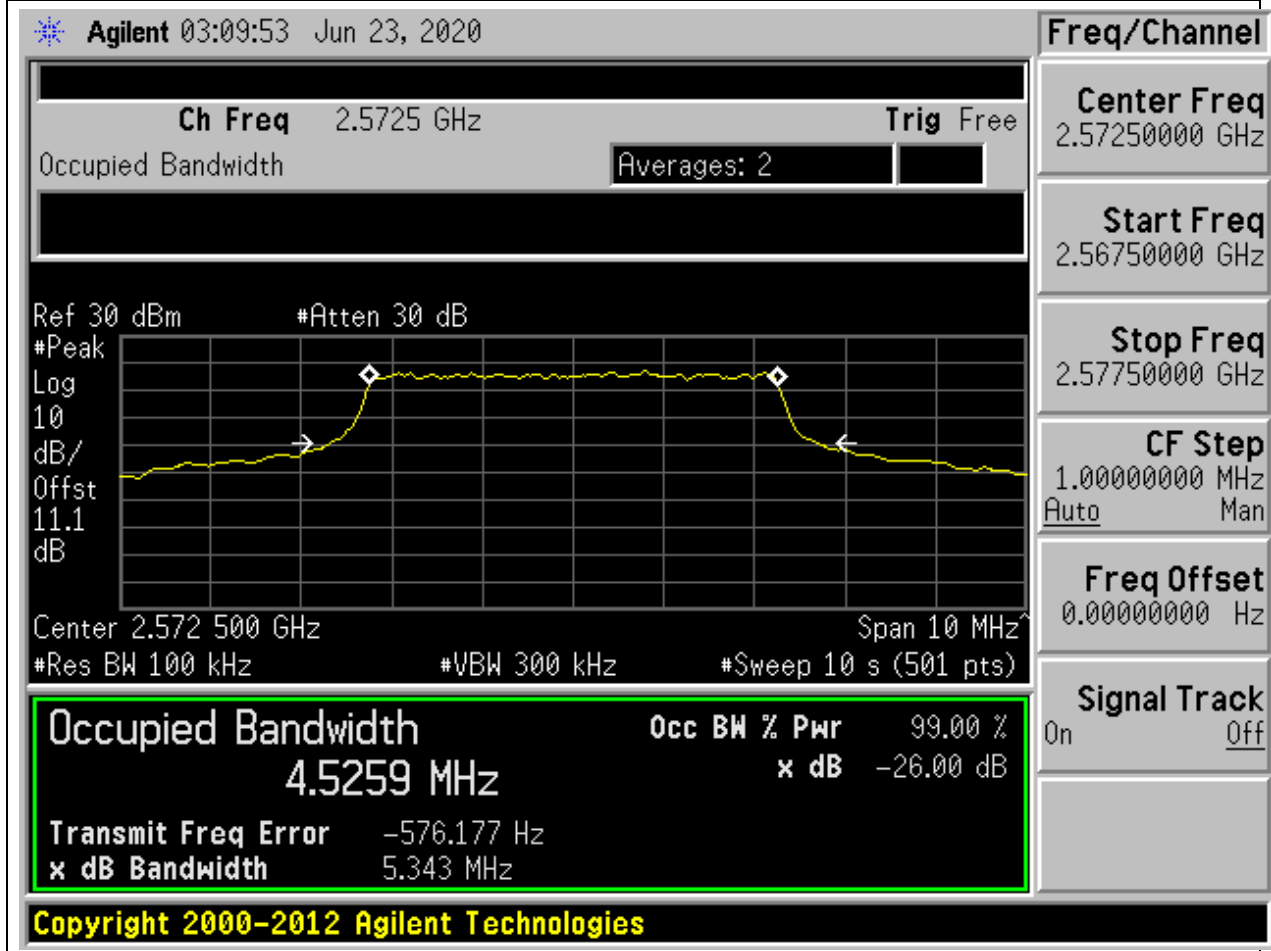 Agilent 03:09:53 Jun 23, 2020
Freq/Channel
Ch Freq 2.5725 GHz Trig Free
Occupied Bandwidth Averages: 2
Ref 30 dBm #Atten 30 dB
#Peak
Log
10
dB/
Offst
11.1
dB
Center 2.572 500 GHz Span 10 MHz^
#Res BW 100 kHz #VBW 300 kHz #Sweep 10 s (501 pts)
Occupied Bandwidth Occ BW % Pwr 99.00 %
4.5259 MHz x dB -26.00 dB
Transmit Freq Error -576.177 Hz
x dB Bandwidth 5.343 MHz
Center Freq
2.57250000 GHz
Start Freq
2.56750000 GHz
Stop Freq
2.57750000 GHz
CF Step
1.00000000 MHz
Auto Man
Freq Offset
0.00000000 Hz
Signal Track
On Off
Copyright 2000-2012 Agilent Technologies